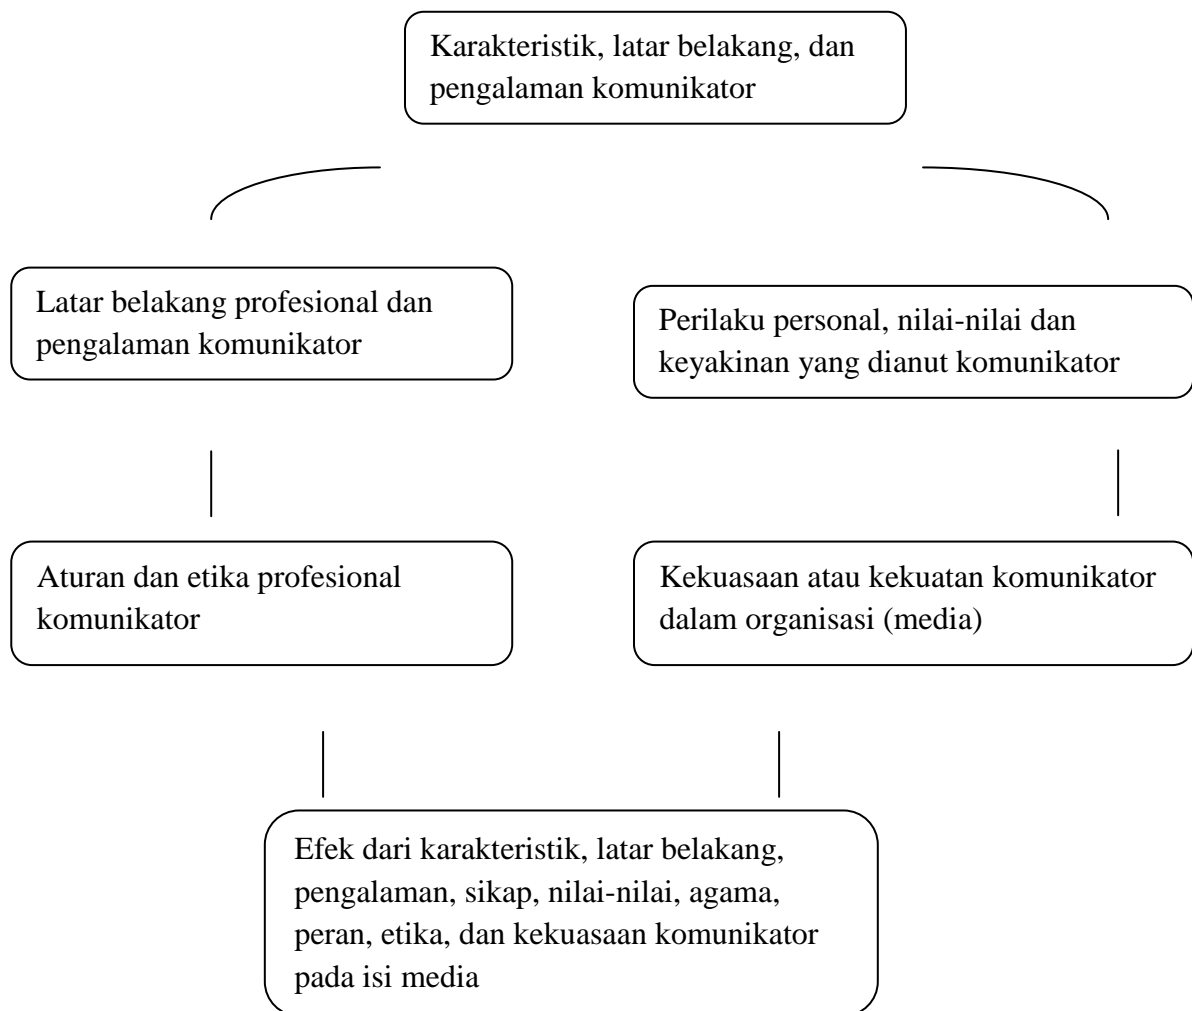 Karakteristik, latar belakang, dan
pengalaman komunikator
Latar belakang profesional dan
pengalaman komunikator
Perilaku personal, nilai-nilai dan
keyakinan yang dianut komunikator
Aturan dan etika profesional
komunikator
Kekuasaan atau kekuatan komunikator
dalam organisasi (media)
Efek dari karakteristik, latar belakang,
pengalaman, sikap, nilai-nilai, agama,
peran, etika, dan kekuasaan komunikator
pada isi media